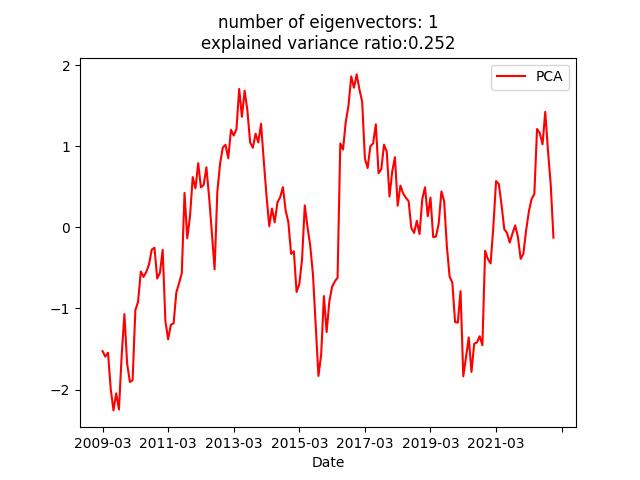 number of eigenvectors: 1
explained variance ratio:0.252
PCA
2
1
0
−1
−2
2009-03 2011-03 2013-03 2015-03 2017-03 2019-03 2021-03
Date